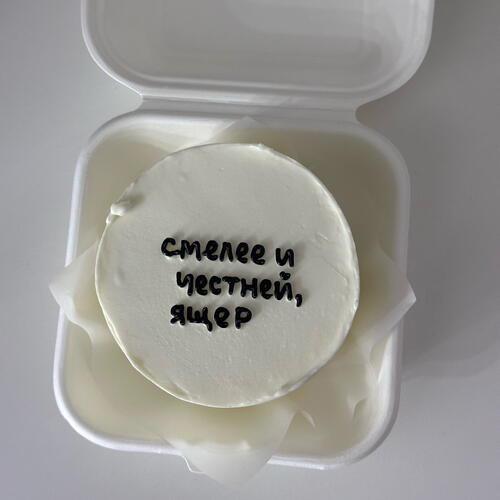 смелее и
честней,
ящер